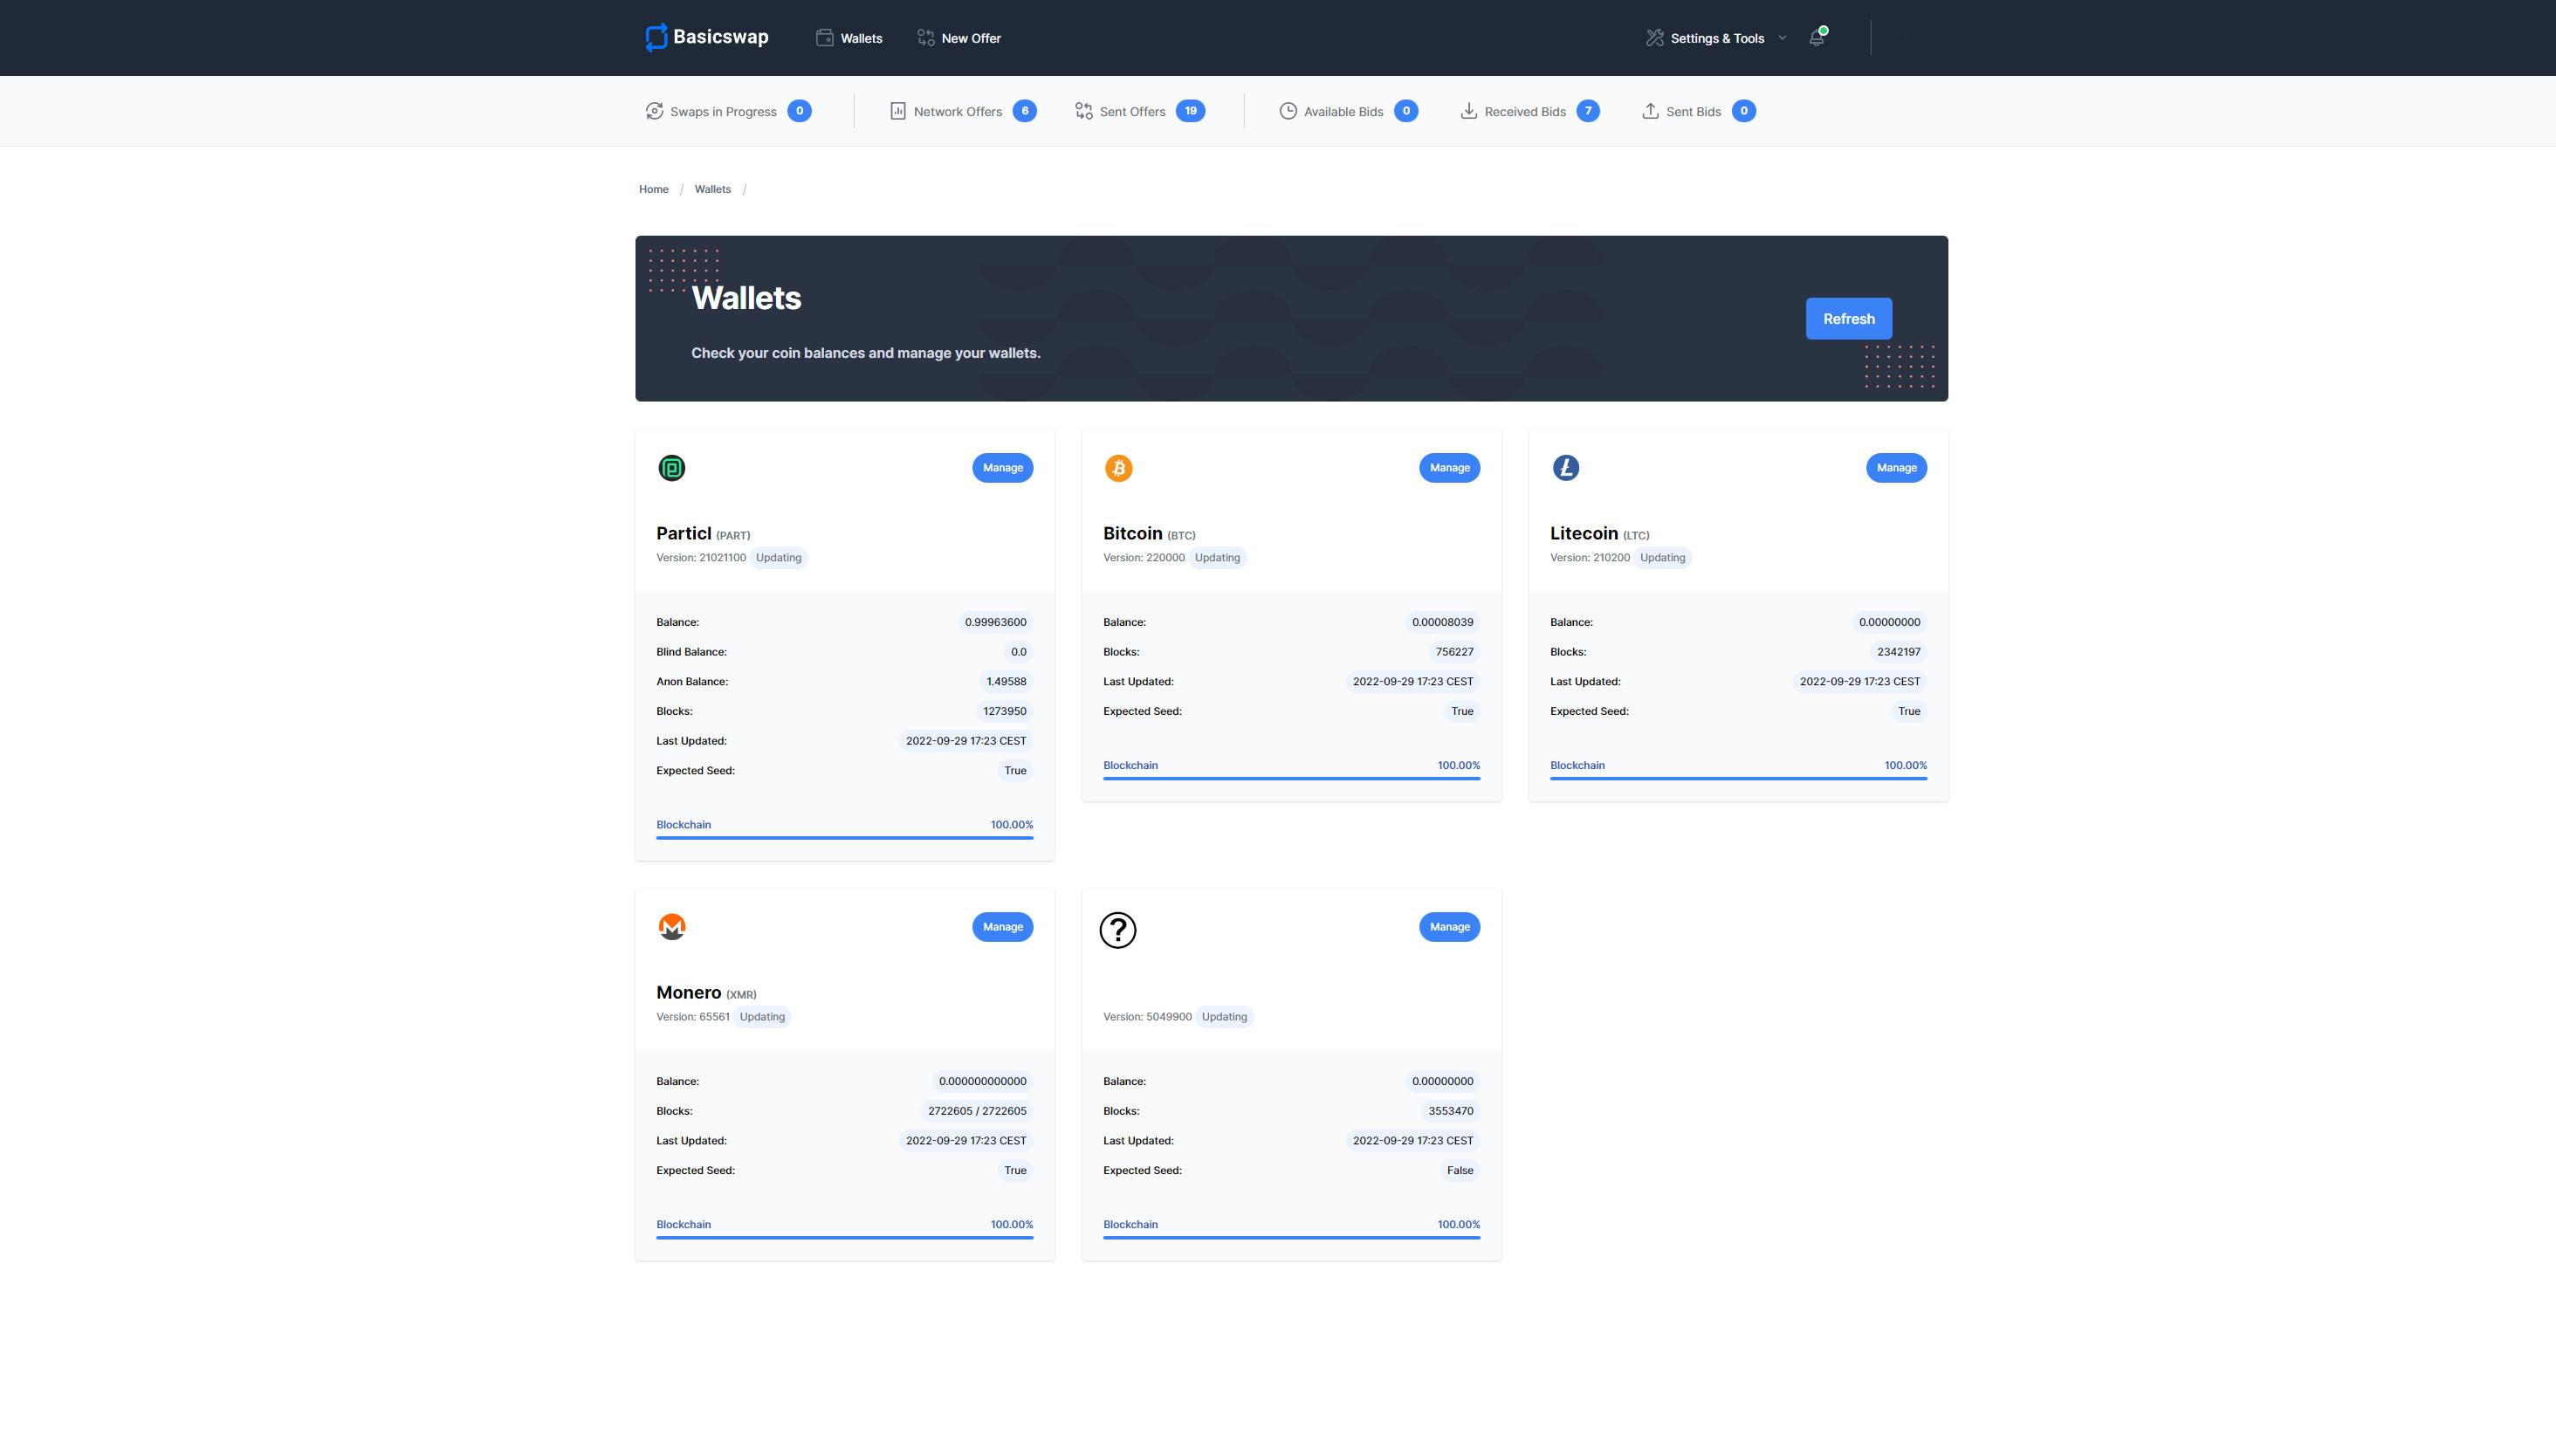 Basicswap
Wallets
New Offer
Settings & Tools
Swaps in Progress 0
Network Offers 6
Sent Offers 19
Available Bids 0
Received Bids 7
Sent Bids 0
Home / Wallets /
Wallets
Check your coin balances and manage your wallets.
Refresh
Manage
Particl (PART)
Version: 21021100 Updating
Balance: 0.99963600
Blind Balance: 0.0
Anon Balance: 1.49588
Blocks: 1273950
Last Updated: 2022-09-29 17:23 CEST
Expected Seed: True
Blockchain 100.00%
Manage
Bitcoin (BTC)
Version: 220000 Updating
Balance: 0.00008039
Blocks: 756227
Last Updated: 2022-09-29 17:23 CEST
Expected Seed: True
Blockchain 100.00%
Manage
Litecoin (LTC)
Version: 210200 Updating
Balance: 0.00000000
Blocks: 2342197
Last Updated: 2022-09-29 17:23 CEST
Expected Seed: True
Blockchain 100.00%
Manage
Monero (XMR)
Version: 65561 Updating
Balance: 0.000000000000
Blocks: 2722605 / 2722605
Last Updated: 2022-09-29 17:23 CEST
Expected Seed: True
Blockchain 100.00%
?
Manage
Version: 5049900 Updating
Balance: 0.00000000
Blocks: 3553470
Last Updated: 2022-09-29 17:23 CEST
Expected Seed: False
Blockchain 100.00%